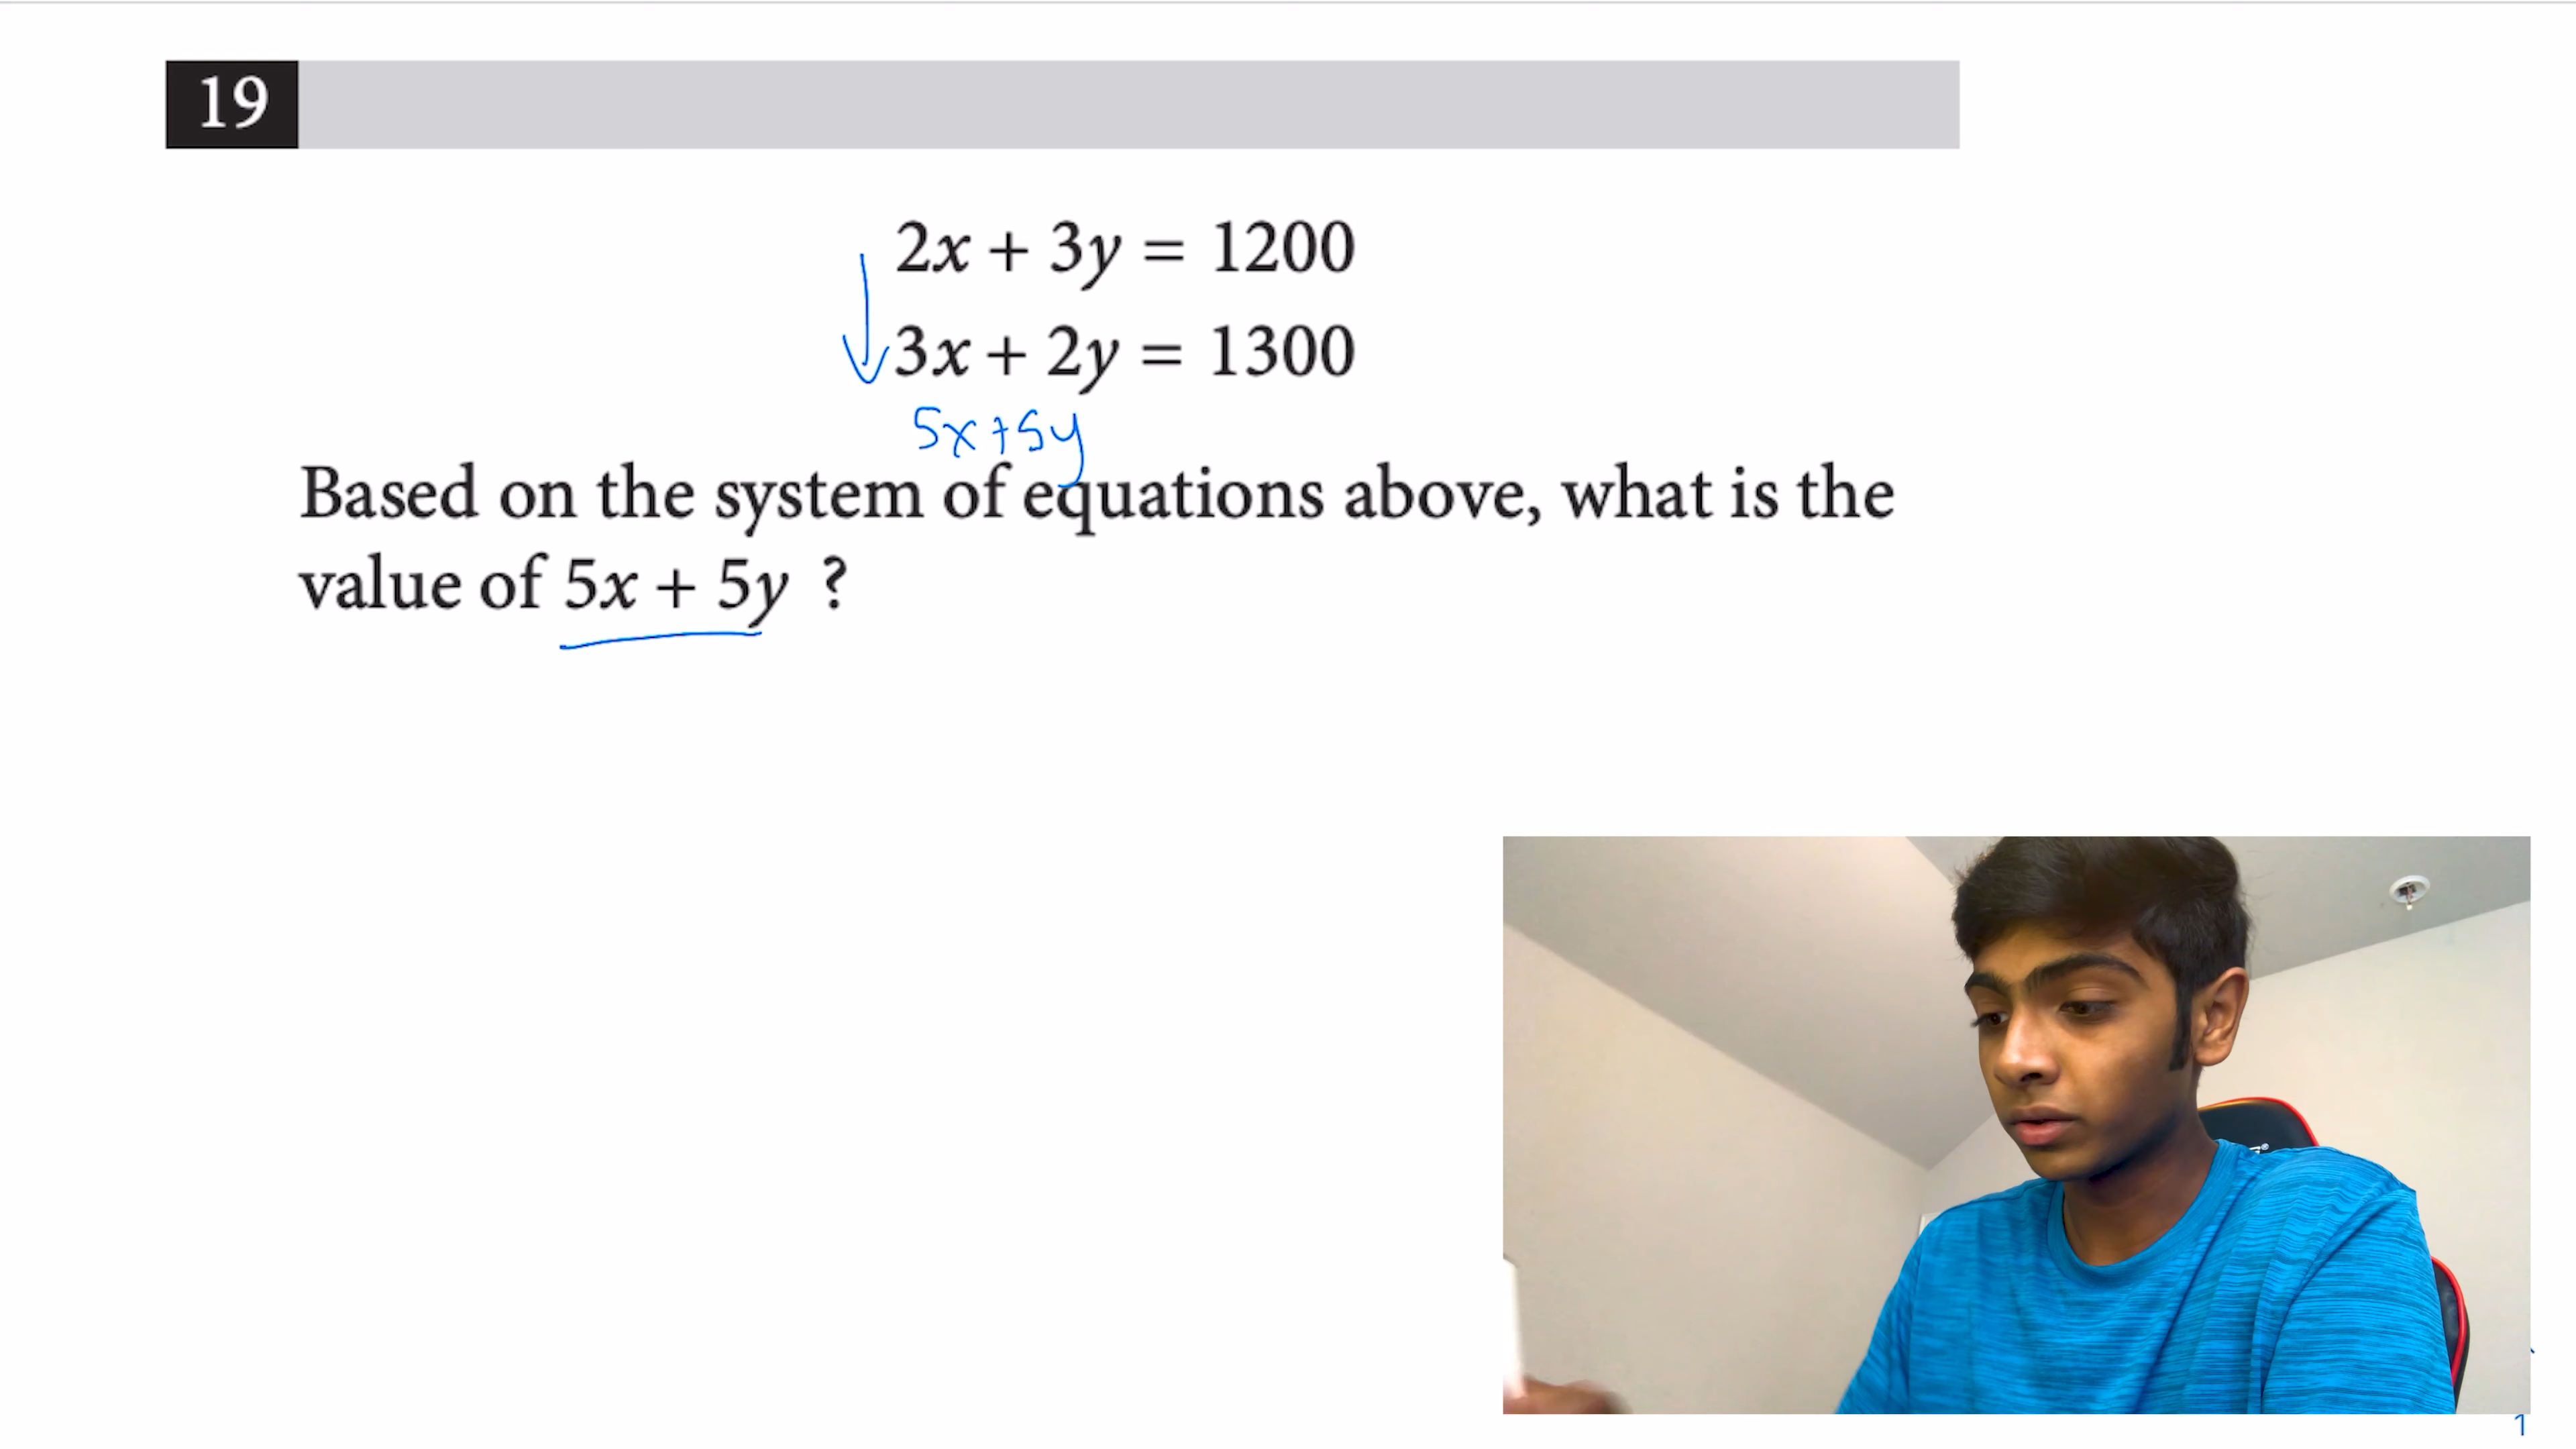 19
2x + 3y = 1200
3x + 2y = 1300
5x+5y
Based on the system of equations above, what is the
value of 5x + 5y ?
1